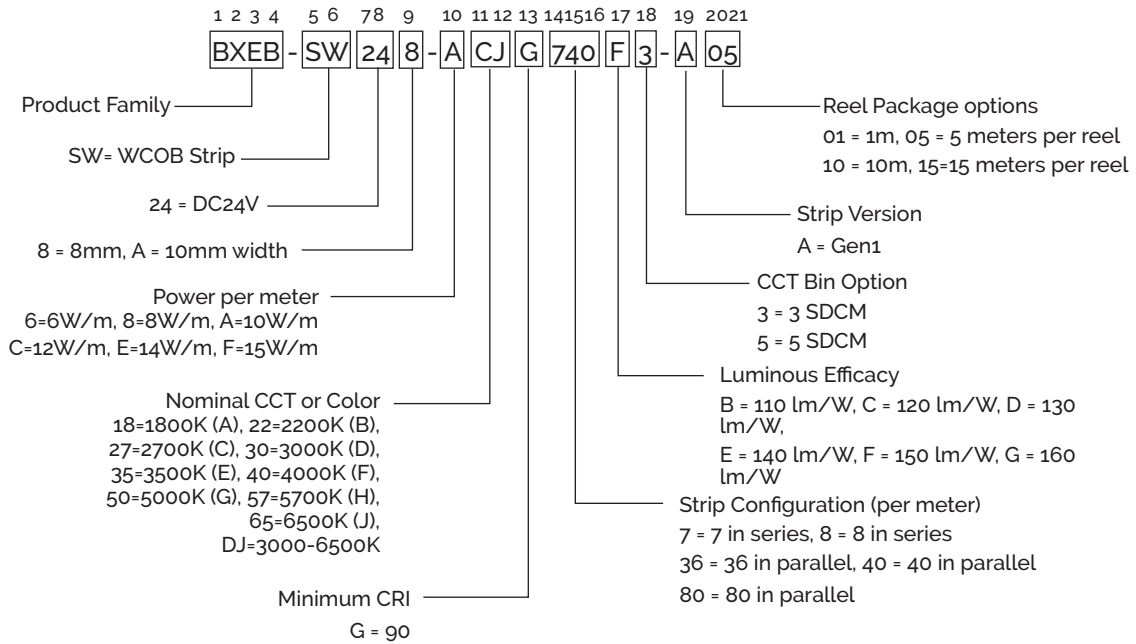 1 2 3 4 5 6 7 8 9 10 11 12 13 14 15 16 17 18 19 20 21
BXEB - SW 24 8 - A CJ G 740 F 3 - A 05
Product Family
SW= WCOB Strip
24 = DC24V
8 = 8mm, A = 10mm width
Power per meter
6=6W/m, 8=8W/m, A=10W/m
C=12W/m, E=14W/m, F=15W/m
Nominal CCT or Color
18=1800K (A), 22=2200K (B),
27=2700K (C), 30=3000K (D),
35=3500K (E), 40=4000K (F),
50=5000K (G), 57=5700K (H),
65=6500K (J),
DJ=3000-6500K
Minimum CRI
G = 90
Reel Package options
01 = 1m, 05 = 5 meters per reel
10 = 10m, 15=15 meters per reel
Strip Version
A = Gen1
CCT Bin Option
3 = 3 SDCM
5 = 5 SDCM
Luminous Efficacy
B = 110 lm/W, C = 120 lm/W, D = 130
lm/W,
E = 140 lm/W, F = 150 lm/W, G = 160
lm/W
Strip Configuration (per meter)
7 = 7 in series, 8 = 8 in series
36 = 36 in parallel, 40 = 40 in parallel
80 = 80 in parallel